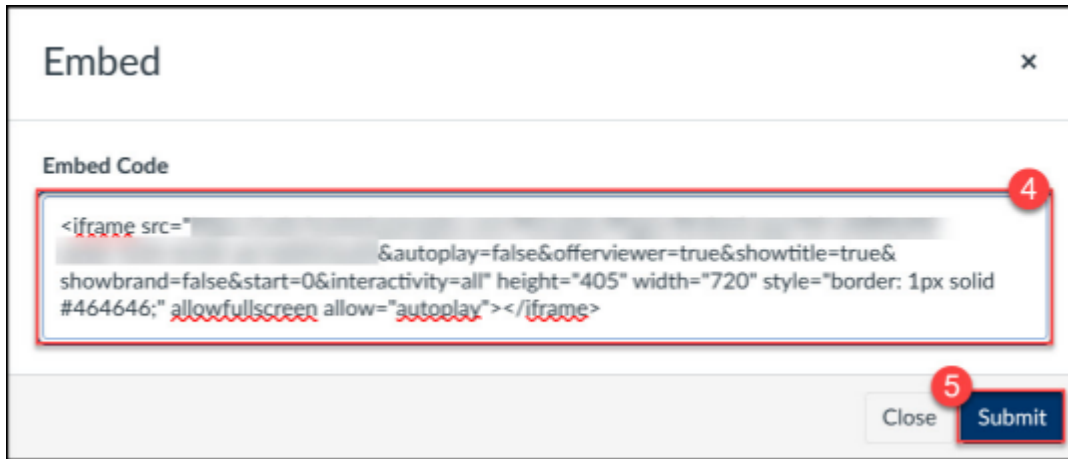 Embed ×
Embed Code
4
<iframe src="
&autoplay=false&offerviewer=true&showtitle=true&
showbrand=false&start=0&interactivity=all" height="405" width="720" style="border: 1px solid
#464646;" allowfullscreen allow="autoplay"></iframe>
5
Close Submit